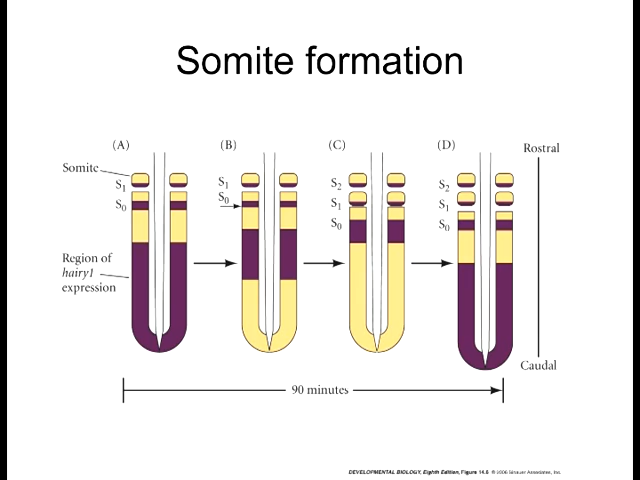 Somite formation
(A)
(B)
(C)
(D)
Rostral
Somite
S1
S0
S1
S0
S2
S1
S0
S2
S1
S0
Region of
hairy1
expression
Caudal
90 minutes
DEVELOPMENTAL BIOLOGY, Eighth Edition, Figure 14.6 © 2006 Sinauer Associates, Inc.